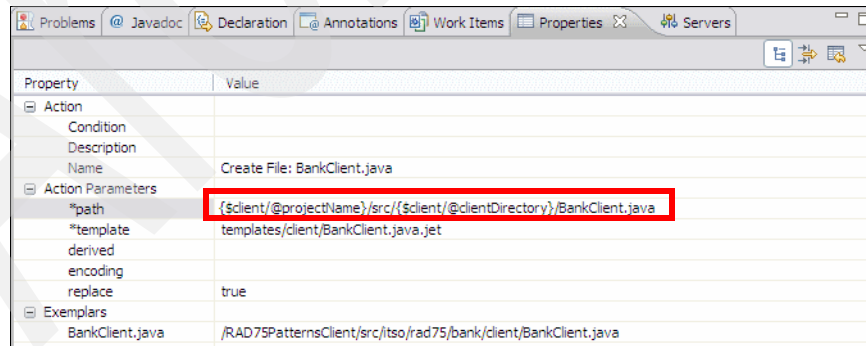 Problems @ Javadoc Declaration Annotations Work Items Properties Servers
Property Value
Action
Condition
Description
Name Create File: BankClient.java
Action Parameters
*path {$client/@projectName}/src/{$client/@clientDirectory}/BankClient.java
*template templates/client/BankClient.java.jet
derived
encoding
replace true
Exemplars
BankClient.java /RAD75PatternsClient/src/itso/rad75/bank/client/BankClient.java